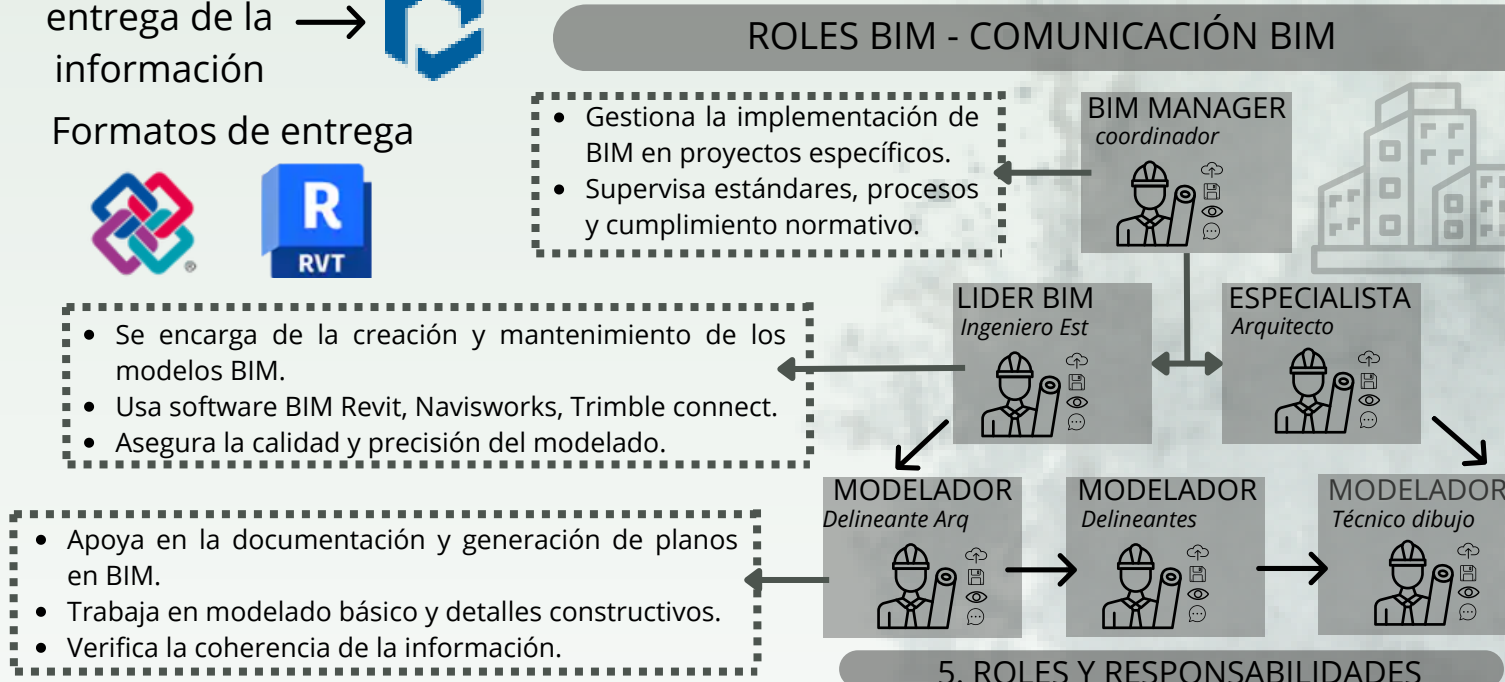 entrega de la
información
Formatos de entrega
®
R
RVT
ROLES BIM - COMUNICACIÓN BIM
• Gestiona la implementación de
BIM en proyectos específicos.
• Supervisa estándares, procesos
y cumplimiento normativo.
BIM MANAGER
coordinador
• Se encarga de la creación y mantenimiento de los
modelos BIM.
• Usa software BIM Revit, Navisworks, Trimble connect.
• Asegura la calidad y precisión del modelado.
LIDER BIM
Ingeniero Est
ESPECIALISTA
Arquitecto
• Apoya en la documentación y generación de planos
en BIM.
• Trabaja en modelado básico y detalles constructivos.
• Verifica la coherencia de la información.
MODELADOR
Delineante Arq
MODELADOR
Delineantes
MODELADOR
Técnico dibujo
5. ROLES Y RESPONSABILIDADES